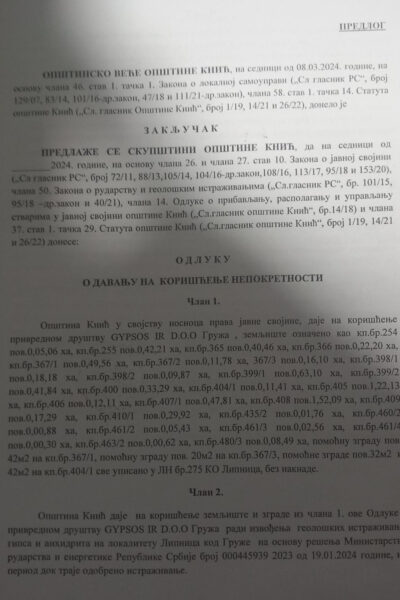 ПРЕДЛОГ
ОПШТИНСКО ВЕЋЕ ОПШТИНЕ КНИЋ, на седници од 08.03.2024. године, на
основу члана 46. став 1. тачка 1. Закона о локалној самоуправи („Сл гласник РС“, број
129/07, 83/14, 101/16-др.закон, 47/18 и 111/21-др.закон), члана 58. став 1. тачка 14. Статута
општине Кнић („Сл.гласник Општине Кнић“, број 1/19, 14/21 и 26/22), донело је
З А К Љ У Ч А К
ПРЕДЛАЖЕ СЕ СКУПШТИНИ ОПШТИНЕ КНИЋ, да на седници од
________ 2024. године, на основу члана 26. и члана 27. став 10. Закона о јавној својини
(„Сл.гласник РС“, број 72/11, 88/13,105/14, 104/16-др.закон,108/16, 113/17, 95/18 и 153/20),
члана 50. Закона о рударству и геолошким истраживањима („Сл.гласник РС“, бр. 101/15,
95/18 –др.закон и 40/21), члана 14. Одлуке о прибављању, располагању и управљању
стварима у јавној својини општине Кнић („Сл.гласник општине Кнић“, бр.14/18) и члана
37. став 1. тачка 29. Статута општине Кнић („Сл.гласник општине Кнић“, број 1/19, 14/21
и 26/22) донесе:
О Д Л У К У
О ДАВАЊУ НА КОРИШЋЕЊЕ НЕПОКРЕТНОСТИ
Члан 1.
Општина Кнић у својству носиоца права јавне својине, даје на коришћење
привредном друштву GYPSOS IR D.O.O Гружа , земљиште означено као кп.бр.254
пов.0,05,06 ха, кп.бр.255 пов.0,42,21 ха, кп.бр.365 пов.0,40,46 ха, кп.бр.366 пов.0,22,20 ха,
кп.бр.367/1 пов.0,49,56 ха, кп.бр.367/2 пов.0,11,78 ха, 367/3 пов.0,16,10 ха, кп.бр.398/1
пов.0,18,18 ха, кп.бр.398/2 пов.0,09,87 ха, кп.бр.399/1 пов.0,63,10 ха, кп.бр.399/2
пов.0,41,84 ха, кп.бр.400 пов.0,33,29 ха, кп.бр.404/1 пов.0,11,41 ха, кп.бр.405 пов.1,22,13
ха, кп.бр.406 пов.0,12,11 ха, кп.бр.407/1 пов.0,47,81 ха, кп.бр.408 пов.1,52,09 ха, кп.бр.409
пов.0,17,29 ха, кп.бр.410/1 пов.0,29,92 ха, кп.бр.435/2 пов.0,01,76 ха, кп.бр.460/2
пов.0,00,88 ха, кп.бр.461/2 пов.0,05,43 ха, кп.бр.461/3 пов.0,02,56 ха, кп.бр.461/4
пов.0,00,30 ха, кп.бр.463/2 пов.0,00,62 ха, кп.бр.480/3 пов.0,08,49 ха, помоћну зграду пов.
42м2 на кп.бр.367/1, помоћну зграду пов. 20м2 на кп.бр.367/3, помоћне зграде пов.32м2 и
42м2 на кп.бр.404/1 све уписано у ЛН бр.275 КО Липница, без накнаде.
Члан 2.
Општина Кнић даје на коришћење земљиште и зграде из члана 1. ове Одлуке
привредном друштву GYPSOS IR D.O.O Гружа ради извођења геолошких истраживања
гипса и анхидрита на локалитету Липница код Груже на основу решења Министарства
рударства и енергетике Републике Србије број 000445939 2023 од 19.01.2024 године, и
период док траје одобрено истраживање.